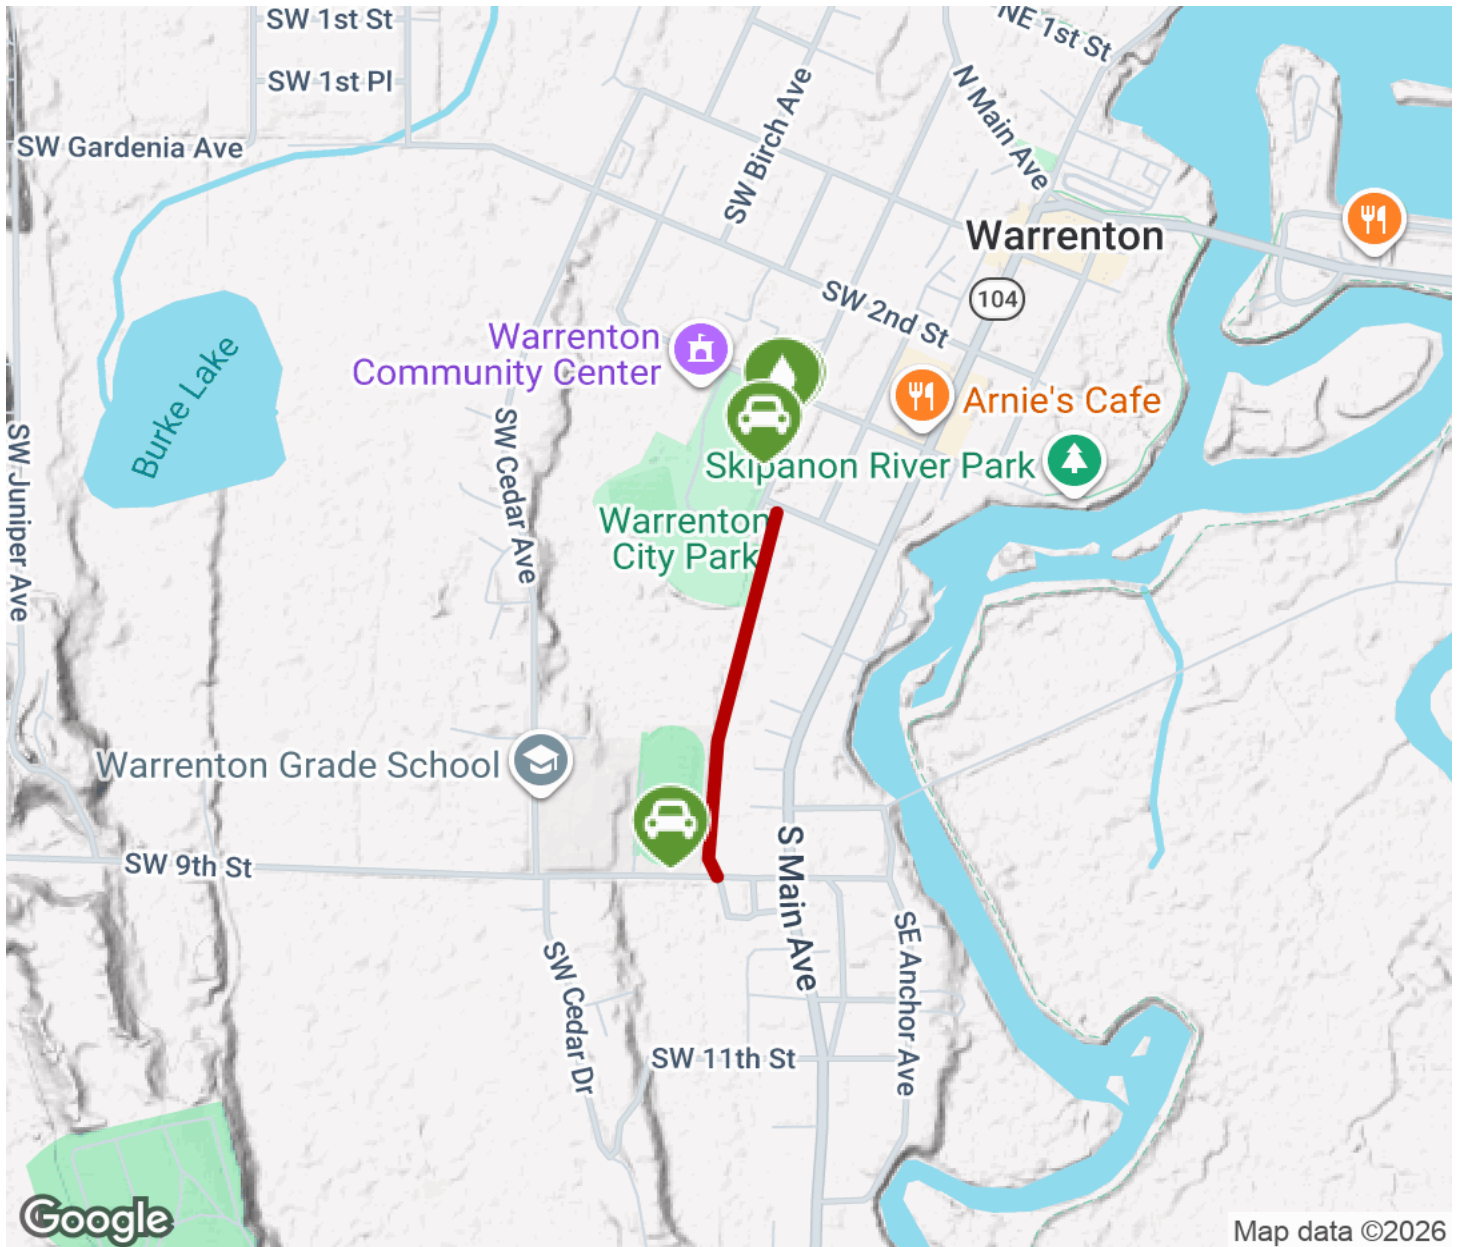 SW 1st St
NE 1st St
SW 1st Pl
N Main Ave
SW Birch Ave
SW Gardenia Ave
Warrenton
104
SW 2nd St
Warrenton
Community Center
Burke Lake
Arnie's Cafe
SW Juniper Ave
SW Cedar Ave
Skipanon River Park
Warrenton
City Park
Warrenton Grade School
SW 9th St
S Main Ave
SE Anchor Ave
SW Cedar Dr
SW 11th St
Google
Map data ©2026